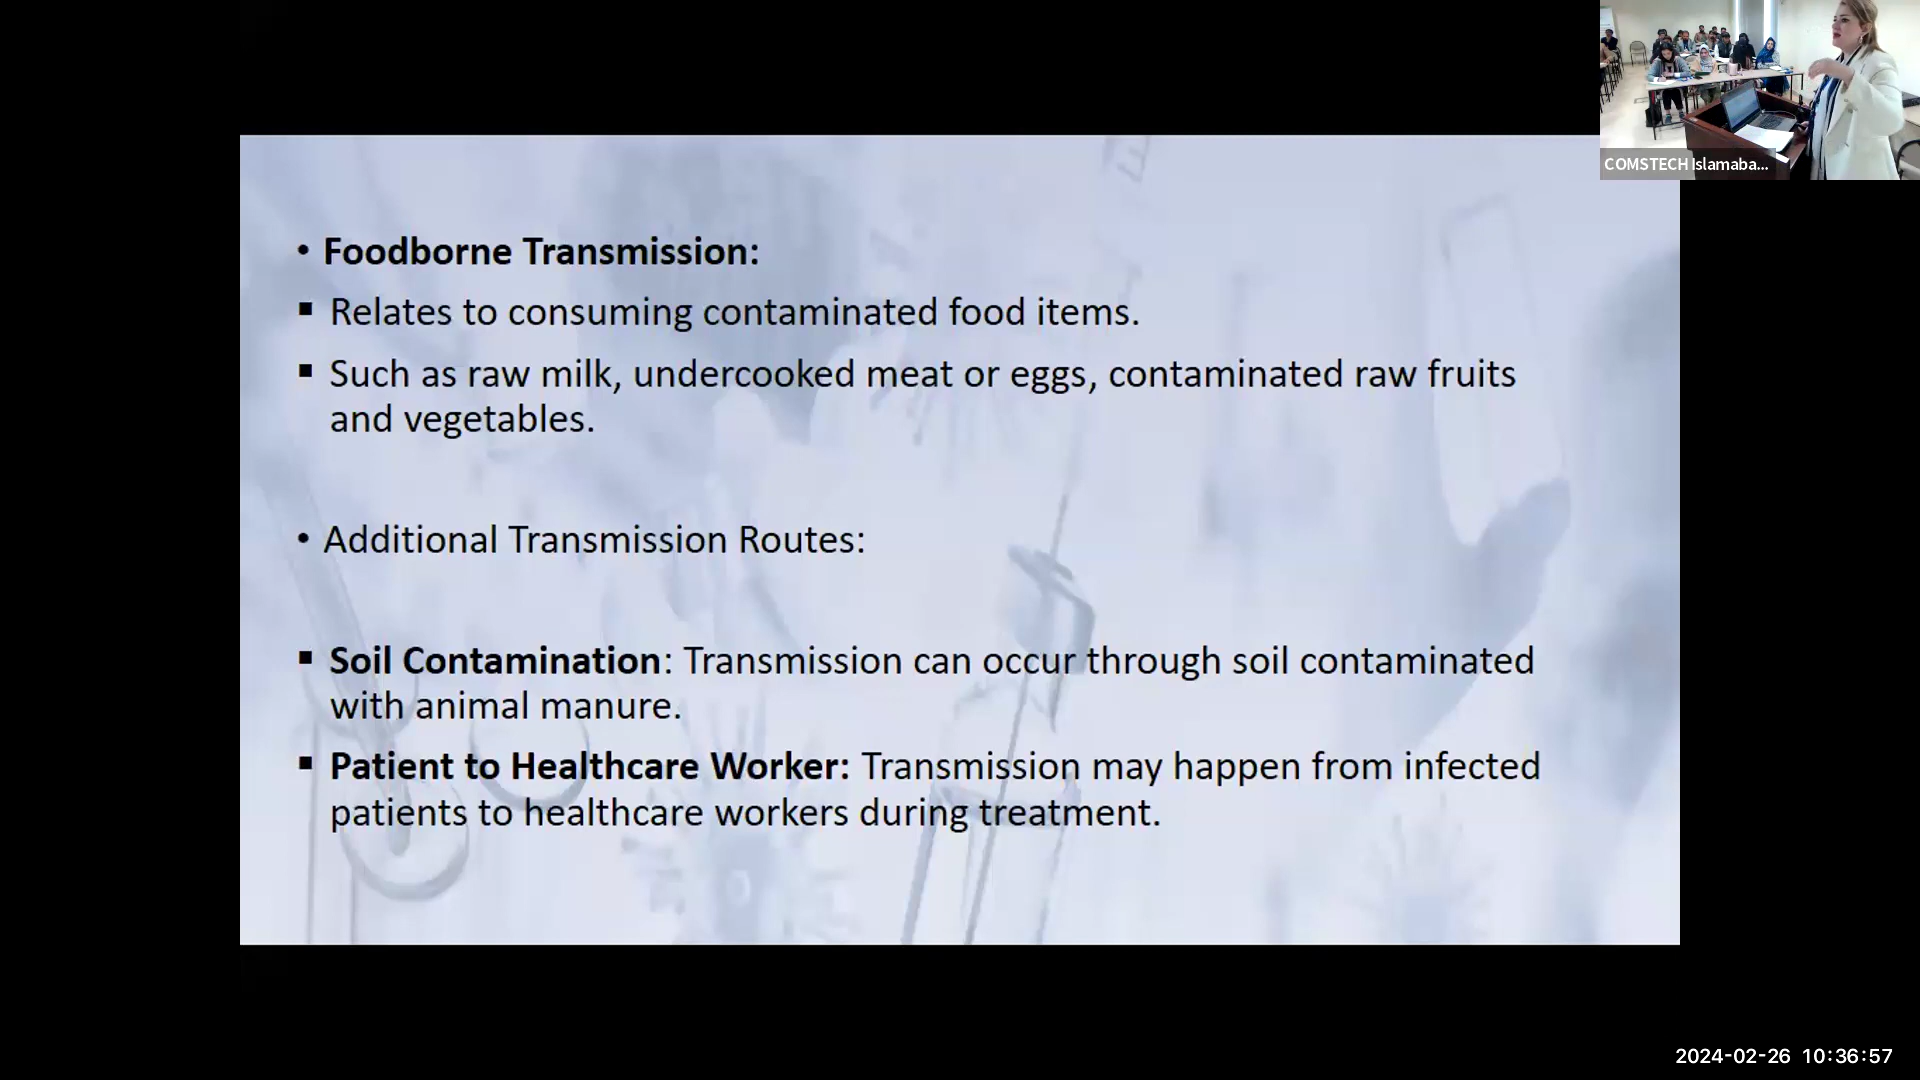 COMSTECH Islamaba...
• Foodborne Transmission:
▪ Relates to consuming contaminated food items.
▪ Such as raw milk, undercooked meat or eggs, contaminated raw fruits
and vegetables.
• Additional Transmission Routes:
▪ Soil Contamination: Transmission can occur through soil contaminated
with animal manure.
▪ Patient to Healthcare Worker: Transmission may happen from infected
patients to healthcare workers during treatment.
2024-02-26 10:36:57